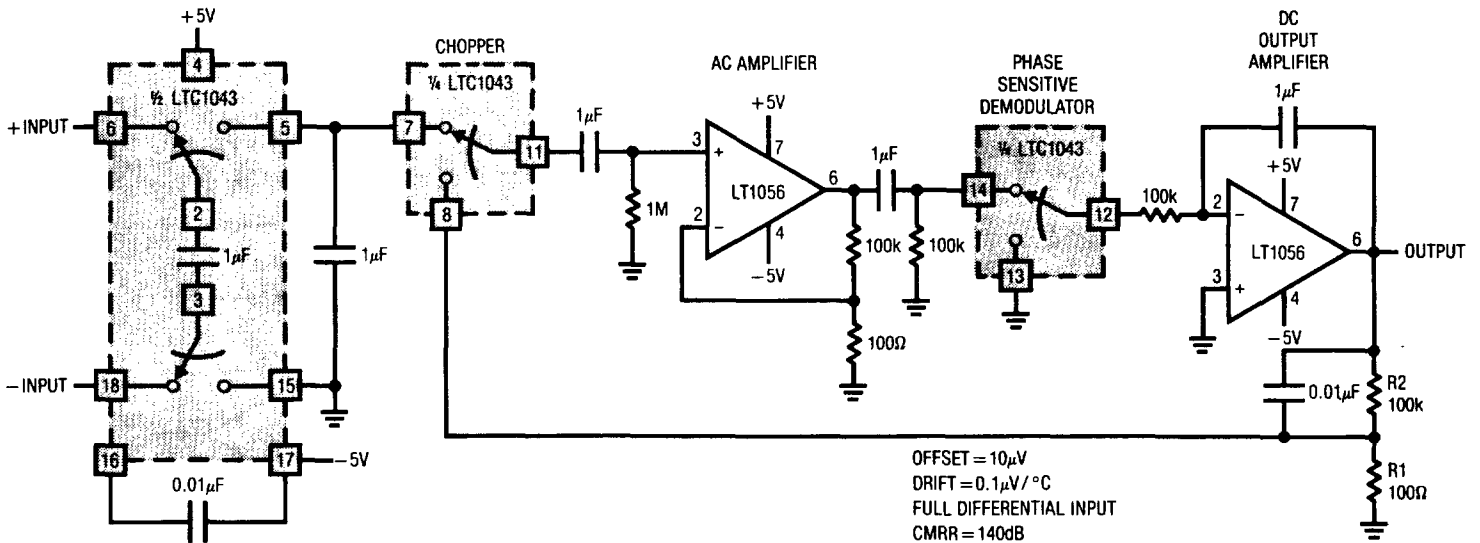 +5V
4
½ LTC1043
+INPUT
6
5
2
1µF
3
1µF
-INPUT
18
15
16
17
-5V
0.01µF
CHOPPER
¼ LTC1043
7
11
8
1µF
1M
AC AMPLIFIER
+5V
3
+
7
LT1056
6
2
-
4
-5V
100k
100Ω
1µF
100k
PHASE
SENSITIVE
DEMODULATOR
¼ LTC1043
14
12
13
DC
OUTPUT
AMPLIFIER
1µF
100k
+5V
2
-
7
LT1056
6
OUTPUT
3
+
4
-5V
0.01µF
R2
100k
R1
100Ω
OFFSET = 10µV
DRIFT = 0.1µV/°C
FULL DIFFERENTIAL INPUT
CMRR = 140dB